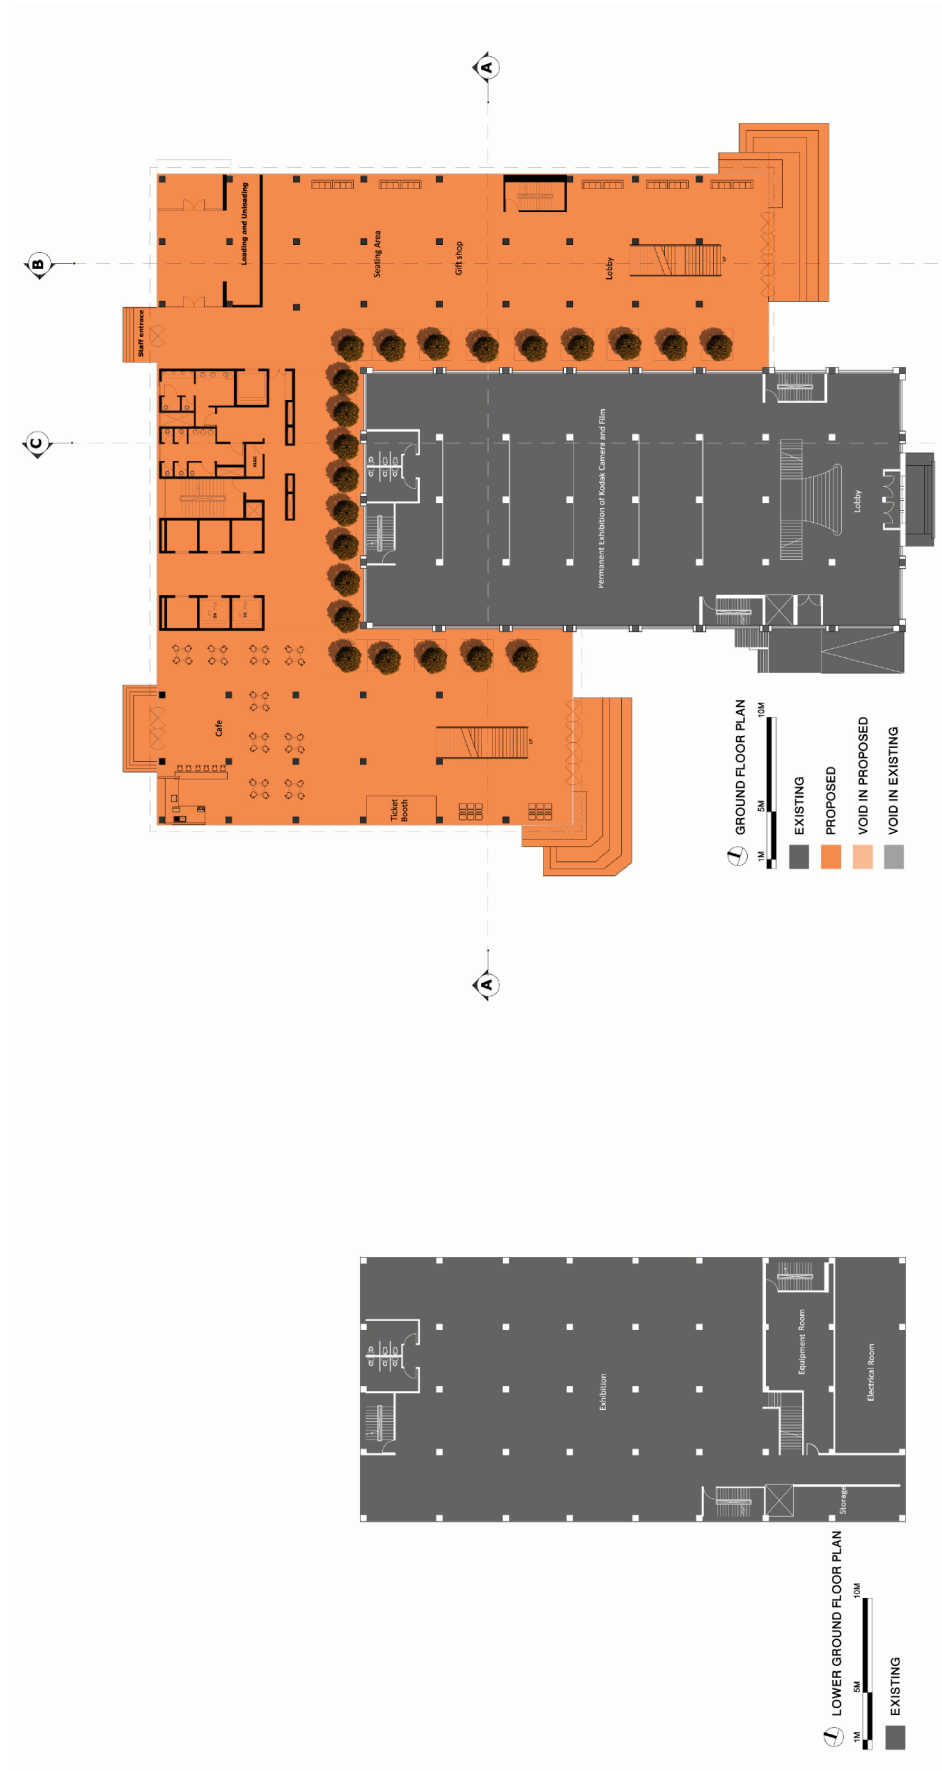 A
B
C
Staff entrace
Loading and Unloading
Seating Area
Gift shop
Lobby
ELEC
Cafe
Ticket
Booth
Permanent Exhibition of Kodak Camera and Film
Lobby
A
GROUND FLOOR PLAN
1M 5M 10M
EXISTING
PROPOSED
VOID IN PROPOSED
VOID IN EXISTING
Exhibition
Equipment Room
Electrical Room
Storage
LOWER GROUND FLOOR PLAN
1M 5M 10M
EXISTING